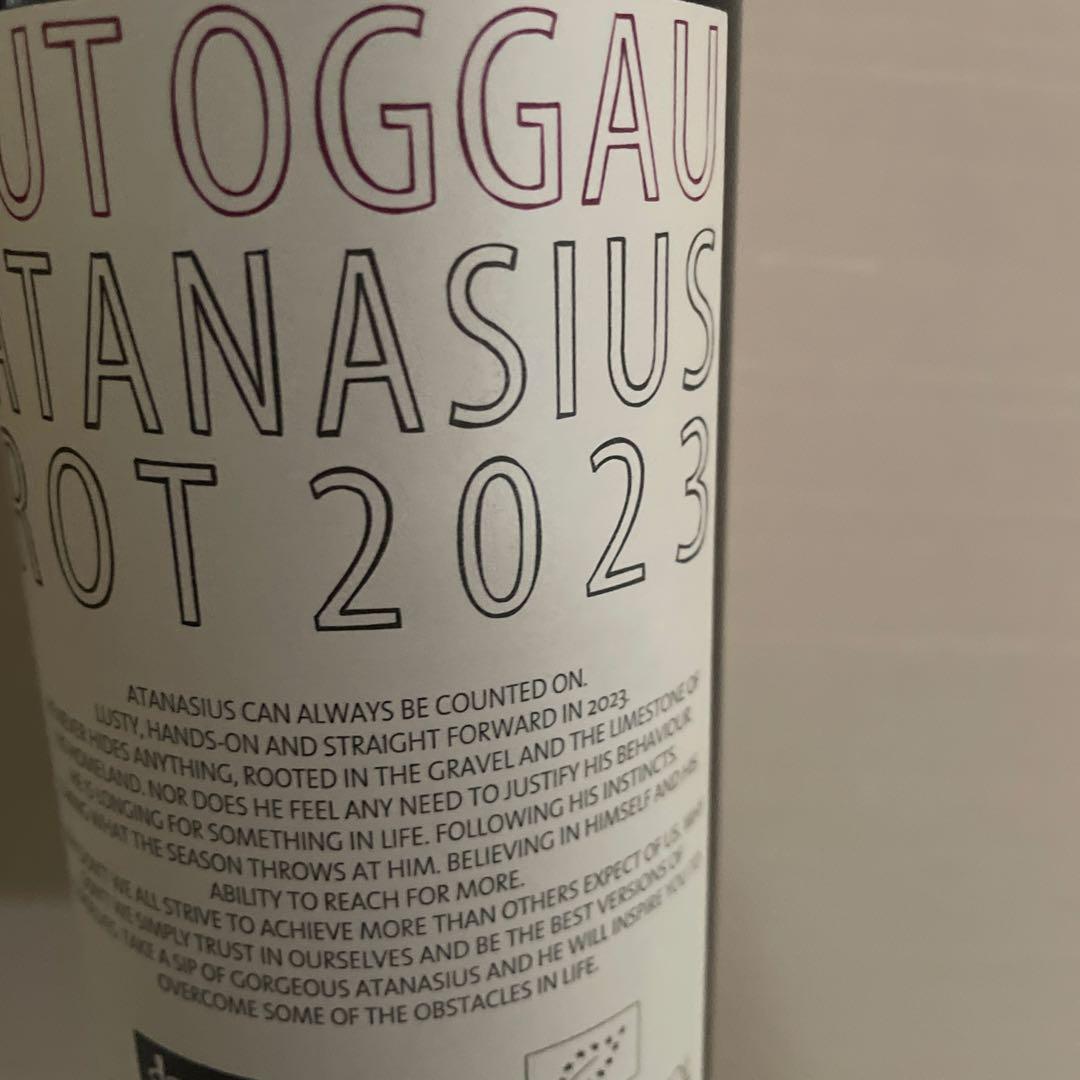 UT OGGAU
ATANASIUS
ROT 2023
ATANASIUS CAN ALWAYS BE COUNTED ON.
LUSTY, HANDS-ON AND STRAIGHT FORWARD IN 2023.
HIDES ANYTHING, ROOTED IN THE GRAVEL AND THE LIMESTONE OF
HOMELAND. NOR DOES HE FEEL ANY NEED TO JUSTIFY HIS BEHAVIOUR
HE IS LONGING FOR SOMETHING IN LIFE. FOLLOWING HIS INSTINCTS.
WHAT THE SEASON THROWS AT HIM. BELIEVING IN HIMSELF AND HIS
ABILITY TO REACH FOR MORE.
WE ALL STRIVE TO ACHIEVE MORE THAN OTHERS EXPECT OF US. WHY
WE SIMPLY TRUST IN OURSELVES AND BE THE BEST VERSIONS OF
TAKE A SIP OF GORGEOUS ATANASIUS AND HE WILL INSPIRE YOU TO
OVERCOME SOME OF THE OBSTACLES IN LIFE.